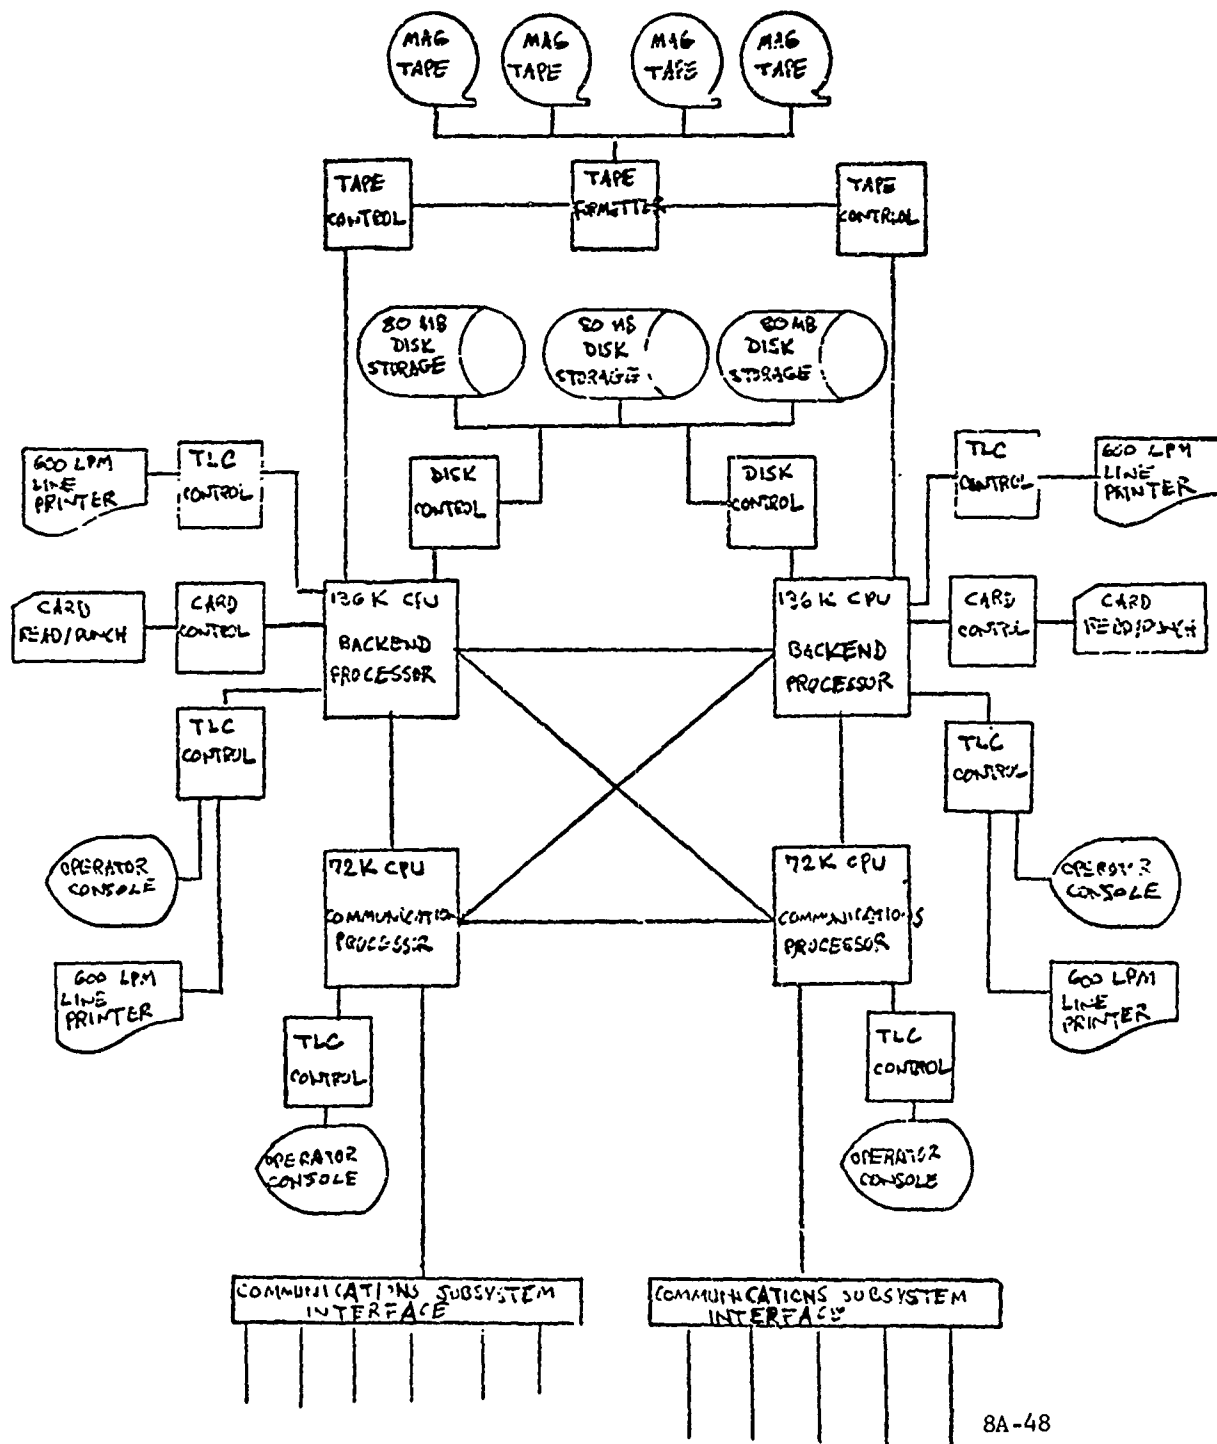 MAG
TAPE
MAG
TAPE
MAG
TAPE
MAG
TAPE
TAPE
CONTROL
TAPE
FORMETTER
TAPE
CONTROL
80 MB
DISK
STORAGE
80 MB
DISK
STORAGE
80 MB
DISK
STORAGE
600 LPM
LINE
PRINTER
TLC
CONTROL
DISK
CONTROL
DISK
CONTROL
TLC
CONTROL
600 LPM
LINE
PRINTER
CARD
READ/PUNCH
CARD
CONTROL
136K CPU
BACKEND
PROCESSOR
136K CPU
BACKEND
PROCESSOR
CARD
CONTROL
CARD
READ/PUNCH
TLC
CONTROL
TLC
CONTROL
OPERATOR
CONSOLE
72K CPU
COMMUNICATION
PROCESSOR
72K CPU
COMMUNICATIONS
PROCESSOR
OPERATOR
CONSOLE
600 LPM
LINE
PRINTER
600 LPM
LINE
PRINTER
TLC
CONTROL
TLC
CONTROL
OPERATOR
CONSOLE
OPERATOR
CONSOLE
COMMUNICATIONS SUBSYSTEM
INTERFACE
COMMUNICATIONS SUBSYSTEM
INTERFACE
8A-48